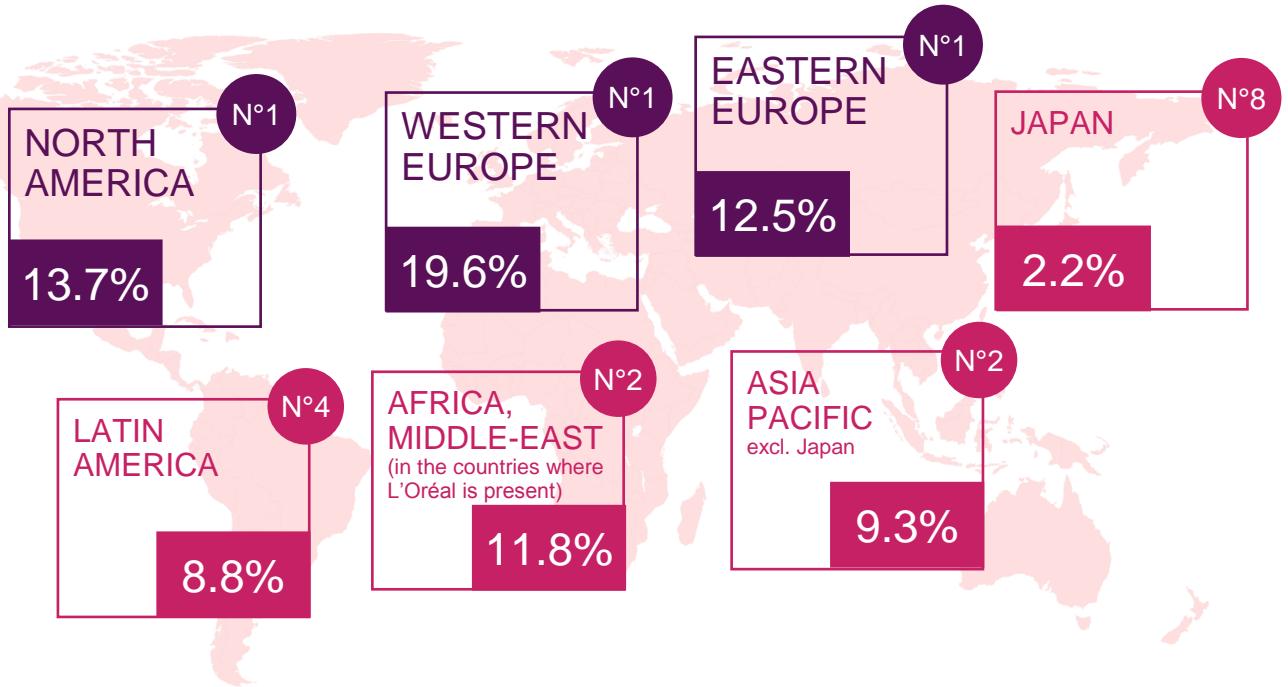 N°1
NORTH
AMERICA
13.7%
N°1
WESTERN
EUROPE
19.6%
N°1
EASTERN
EUROPE
12.5%
N°8
JAPAN
2.2%
N°4
LATIN
AMERICA
8.8%
N°2
AFRICA,
MIDDLE-EAST
(in the countries where
L'Oréal is present)
11.8%
N°2
ASIA
PACIFIC
excl. Japan
9.3%